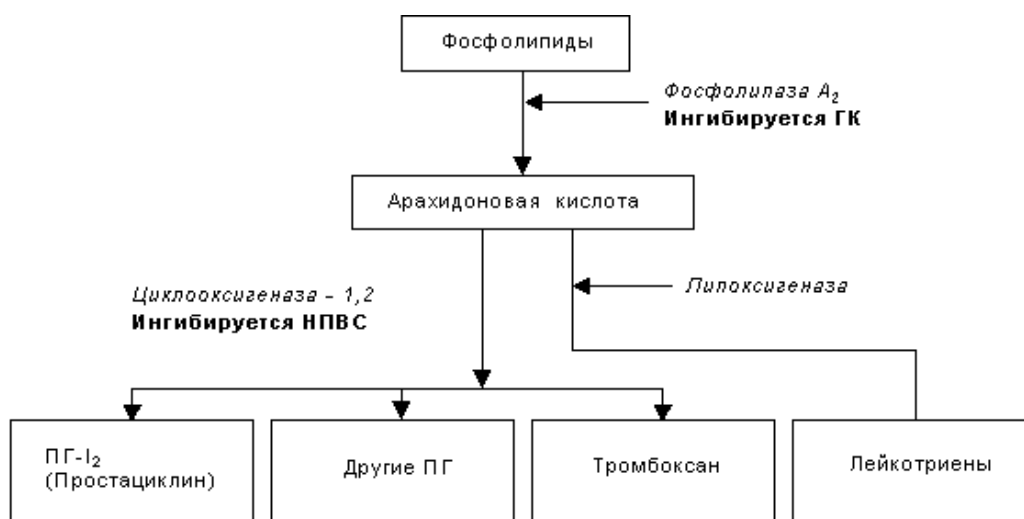 Фосфолипиды
Фосфолипаза A₂
Ингибируется ГК
Арахидоновая кислота
Циклооксигеназа - 1,2
Ингибируется НПВС
Липоксигеназа
ПГ-I₂
(Простациклин)
Другие ПГ
Тромбоксан
Лейкотриены